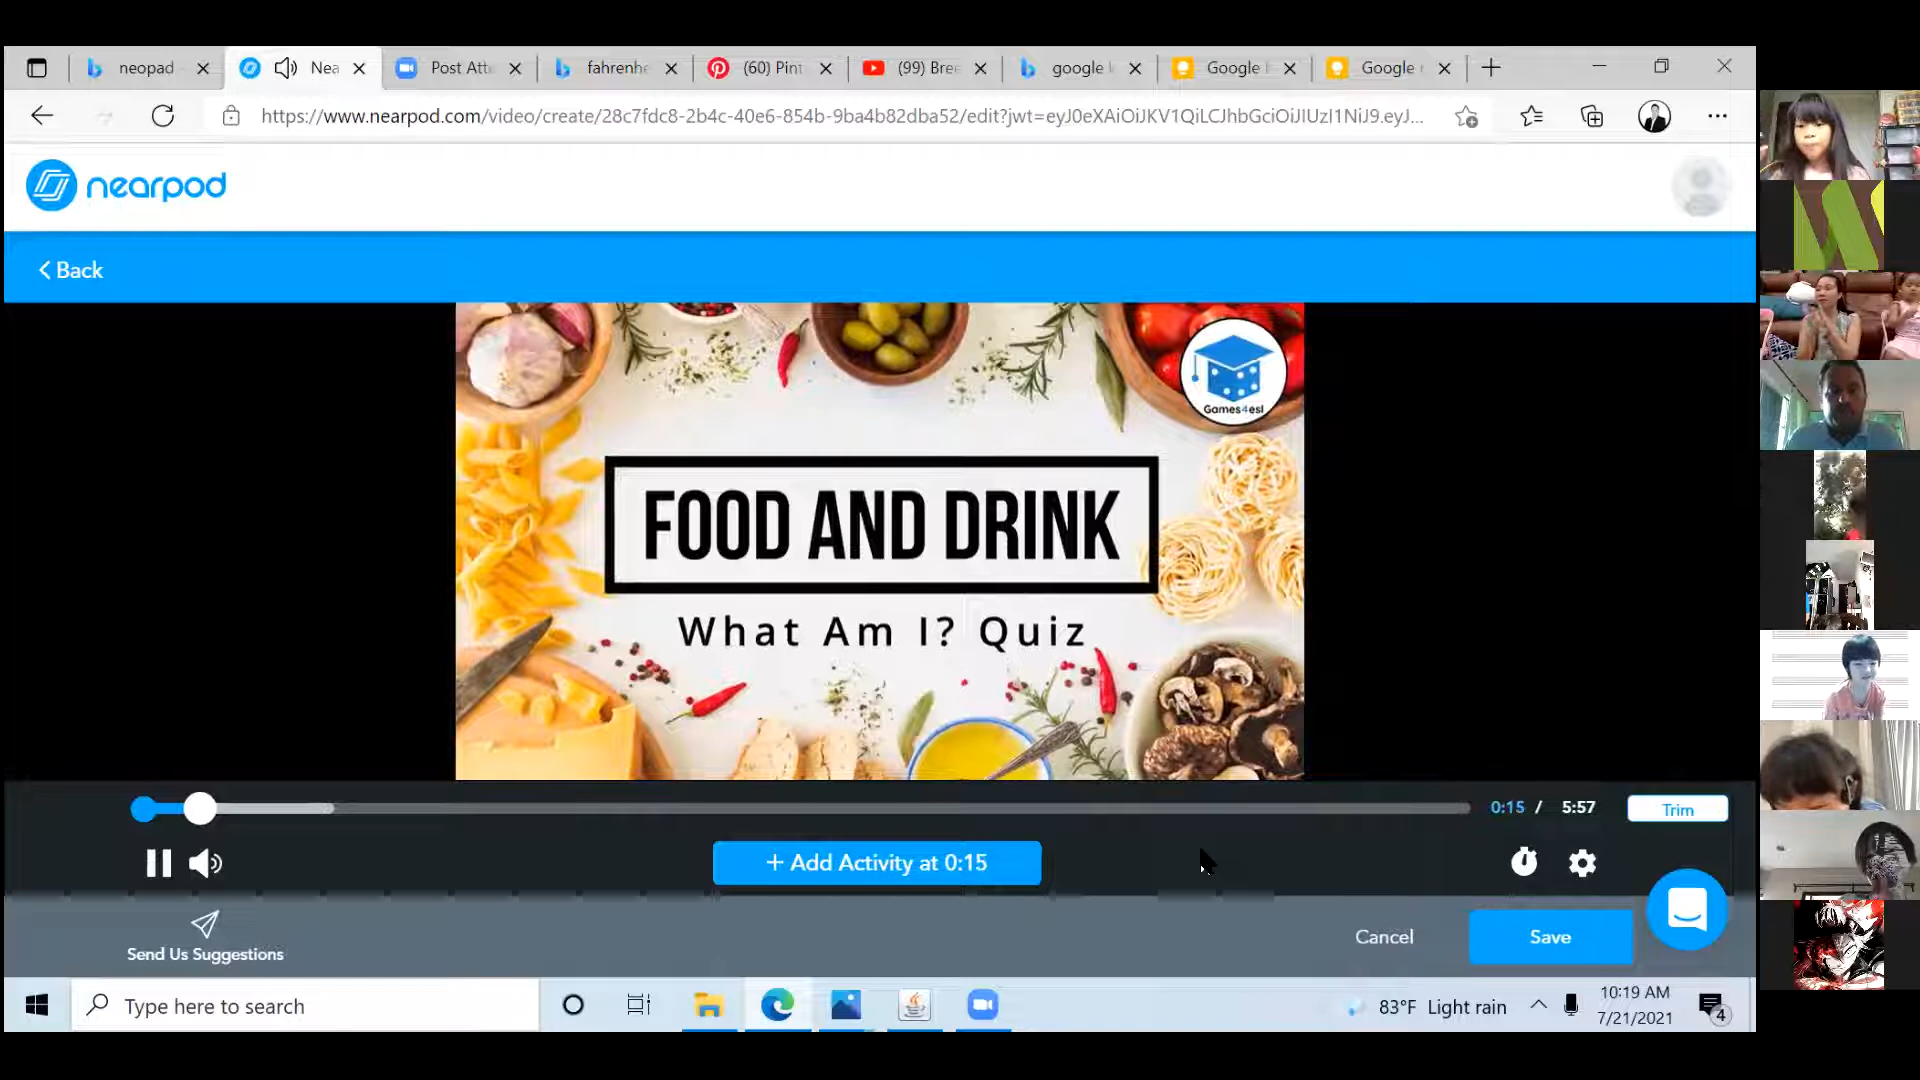 neopad
Nea
Post Atte
fahrenhe
(60) Pint
(99) Bree
google k
Google
Google
https://www.nearpod.com/video/create/28c7fdc8-2b4c-40e6-854b-9ba4b82dba52/edit?jwt=eyJ0eXAiOiJKV1QiLCJhbGciOiJIUzI1NiJ9.eyJ...
nearpod
Back
Games4esl
FOOD AND DRINK
What Am I? Quiz
0:15 / 5:57
Trim
+ Add Activity at 0:15
Send Us Suggestions
Cancel
Save
Type here to search
83°F Light rain
10:19 AM
7/21/2021
4